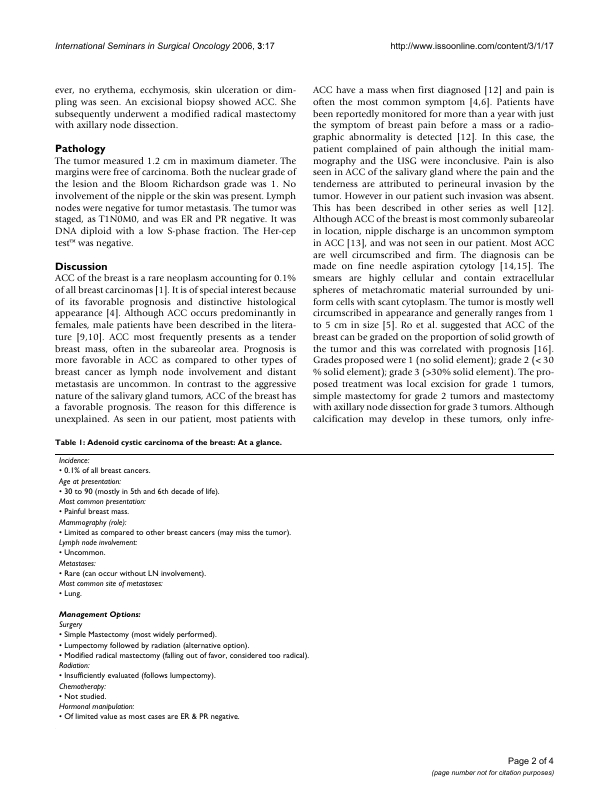 International Seminars in Surgical Oncology 2006, 3:17
http://www.issoonline.com/content/3/1/17
ever, no erythema, ecchymosis, skin ulceration or dim-
pling was seen. An excisional biopsy showed ACC. She
subsequently underwent a modified radical mastectomy
with axillary node dissection.
Pathology
The tumor measured 1.2 cm in maximum diameter. The
margins were free of carcinoma. Both the nuclear grade of
the lesion and the Bloom Richardson grade was 1. No
involvement of the nipple or the skin was present. Lymph
nodes were negative for tumor metastasis. The tumor was
staged, as T1N0M0, and was ER and PR negative. It was
DNA diploid with a low S-phase fraction. The Her-cep
test™ was negative.
Discussion
ACC of the breast is a rare neoplasm accounting for 0.1%
of all breast carcinomas [1]. It is of special interest because
of its favorable prognosis and distinctive histological
appearance [4]. Although ACC occurs predominantly in
females, male patients have been described in the litera-
ture [9,10]. ACC most frequently presents as a tender
breast mass, often in the subareolar area. Prognosis is
more favorable in ACC as compared to other types of
breast cancer as lymph node involvement and distant
metastasis are uncommon. In contrast to the aggressive
nature of the salivary gland tumors, ACC of the breast has
a favorable prognosis. The reason for this difference is
unexplained. As seen in our patient, most patients with
ACC have a mass when first diagnosed [12] and pain is
often the most common symptom [4,6]. Patients have
been reportedly monitored for more than a year with just
the symptom of breast pain before a mass or a radio-
graphic abnormality is detected [12]. In this case, the
patient complained of pain although the initial mam-
mography and the USG were inconclusive. Pain is also
seen in ACC of the salivary gland where the pain and the
tenderness are attributed to perineural invasion by the
tumor. However in our patient such invasion was absent.
This has been described in other series as well [12].
Although ACC of the breast is most commonly subareolar
in location, nipple discharge is an uncommon symptom
in ACC [13], and was not seen in our patient. Most ACC
are well circumscribed and firm. The diagnosis can be
made on fine needle aspiration cytology [14,15]. The
smears are highly cellular and contain extracellular
spheres of metachromatic material surrounded by uni-
form cells with scant cytoplasm. The tumor is mostly well
circumscribed in appearance and generally ranges from 1
to 5 cm in size [5]. Ro et al. suggested that ACC of the
breast can be graded on the proportion of solid growth of
the tumor and this was correlated with prognosis [16].
Grades proposed were 1 (no solid element); grade 2 (< 30
% solid element); grade 3 (>30% solid element). The pro-
posed treatment was local excision for grade 1 tumors,
simple mastectomy for grade 2 tumors and mastectomy
with axillary node dissection for grade 3 tumors. Although
calcification may develop in these tumors, only infre-
Table 1: Adenoid cystic carcinoma of the breast: At a glance.
Incidence:
• 0.1% of all breast cancers.
Age at presentation:
• 30 to 90 (mostly in 5th and 6th decade of life).
Most common presentation:
• Painful breast mass.
Mammography (role):
• Limited as compared to other breast cancers (may miss the tumor).
Lymph node involvement:
• Uncommon.
Metastases:
• Rare (can occur without LN involvement).
Most common site of metastases:
• Lung.
Management Options:
Surgery
• Simple Mastectomy (most widely performed).
• Lumpectomy followed by radiation (alternative option).
• Modified radical mastectomy (falling out of favor, considered too radical).
Radiation:
• Insufficiently evaluated (follows lumpectomy).
Chemotherapy:
• Not studied.
Hormonal manipulation:
• Of limited value as most cases are ER & PR negative.
Page 2 of 4
(page number not for citation purposes)